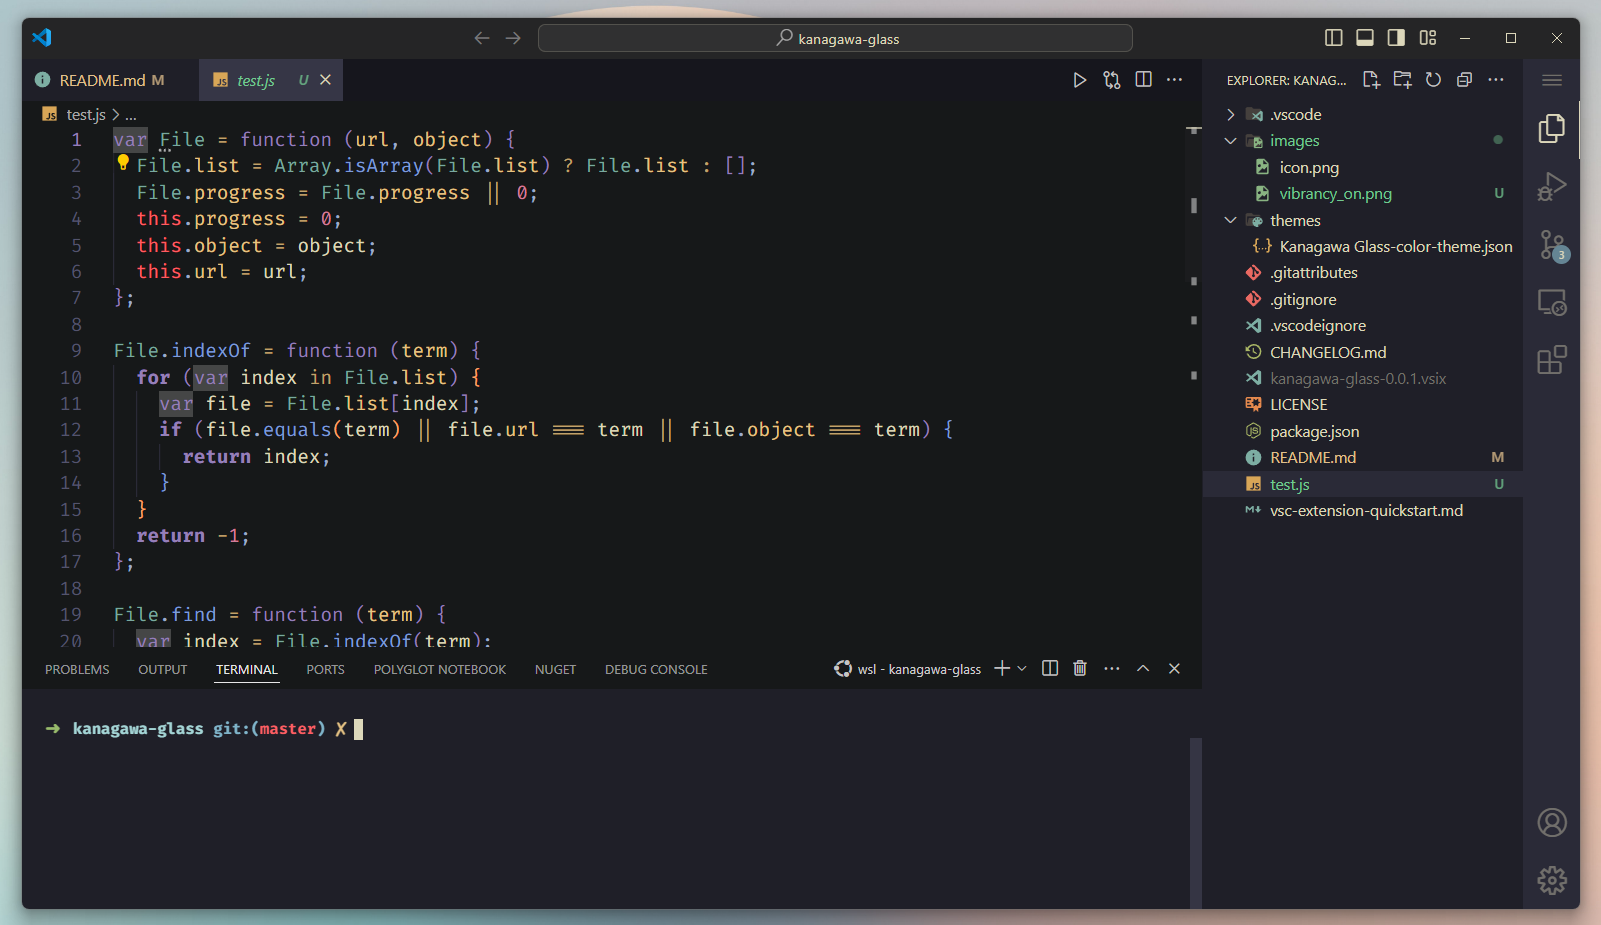 kanagawa-glass
README.md M
test.js U
EXPLORER: KANAG...
test.js > ...
1 var File = function (url, object) {
2 File.list = Array.isArray(File.list) ? File.list : [];
3 File.progress = File.progress || 0;
4 this.progress = 0;
5 this.object = object;
6 this.url = url;
7 };
8
9 File.indexOf = function (term) {
10 for (var index in File.list) {
11 var file = File.list[index];
12 if (file.equals(term) || file.url === term || file.object === term) {
13 return index;
14 }
15 }
16 return -1;
17 };
18
19 File.find = function (term) {
20 var index = File.indexOf(term);
.vscode
images
icon.png
vibrancy_on.png U
themes
{..} Kanagawa Glass-color-theme.json
.gitattributes
.gitignore
.vscodeignore
CHANGELOG.md
kanagawa-glass-0.0.1.vsix
LICENSE
package.json
README.md M
test.js U
vsc-extension-quickstart.md
3
PROBLEMS OUTPUT TERMINAL PORTS POLYGLOT NOTEBOOK NUGET DEBUG CONSOLE
wsl - kanagawa-glass
➜ kanagawa-glass git:(master) ✗